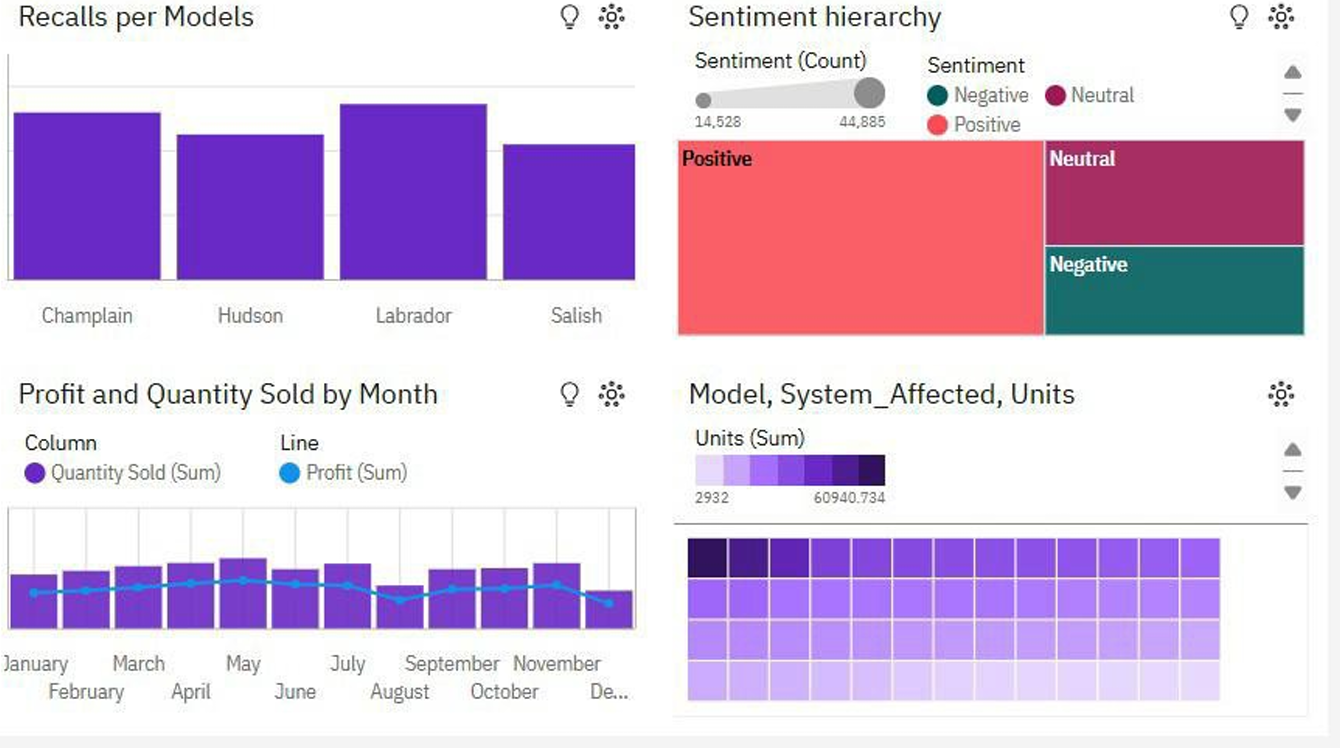 Recalls per Models
Champlain
Hudson
Labrador
Salish
Sentiment hierarchy
Sentiment (Count)
14,528
44,885
Sentiment
Negative
Neutral
Positive
Positive
Neutral
Negative
Profit and Quantity Sold by Month
Column
Quantity Sold (Sum)
Line
Profit (Sum)
January
February
March
April
May
June
July
August
September
October
November
De...
Model, System_Affected, Units
Units (Sum)
2932
60940.734